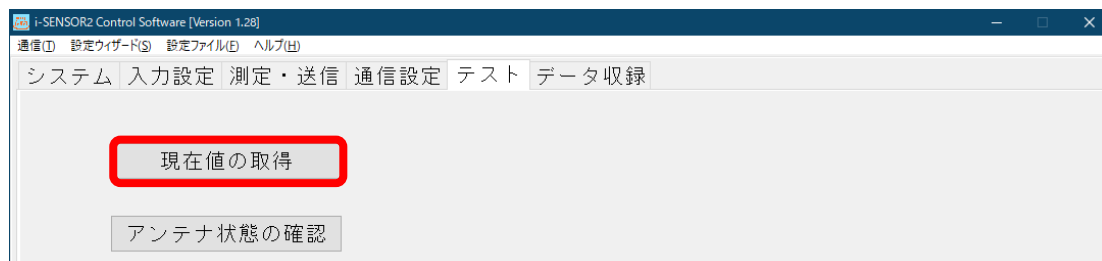 i-SENSOR2 Control Software [Version 1.28]
通信(T) 設定ウィザード(S) 設定ファイル(F) ヘルプ(H)
システム 入力設定 測定・送信 通信設定 テスト データ収録
現在値の取得
アンテナ状態の確認